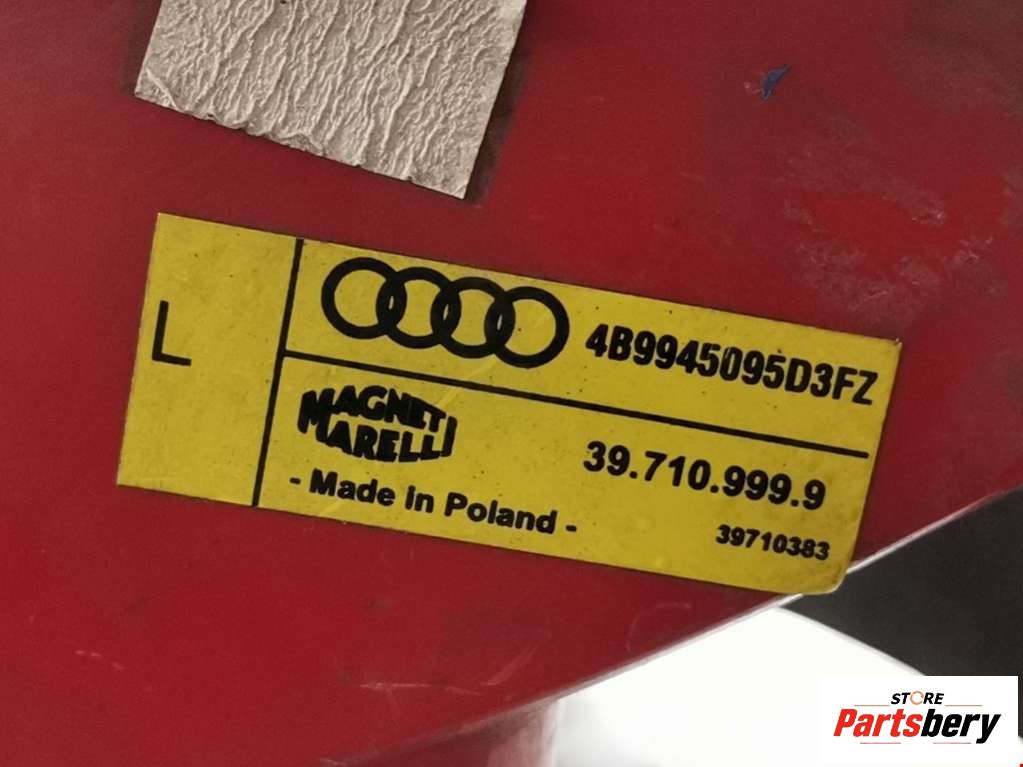 L
4B9945095D3FZ
MAGNETI
MARELLI
39.710.999.9
- Made in Poland -
39710383
STORE
Partsbery